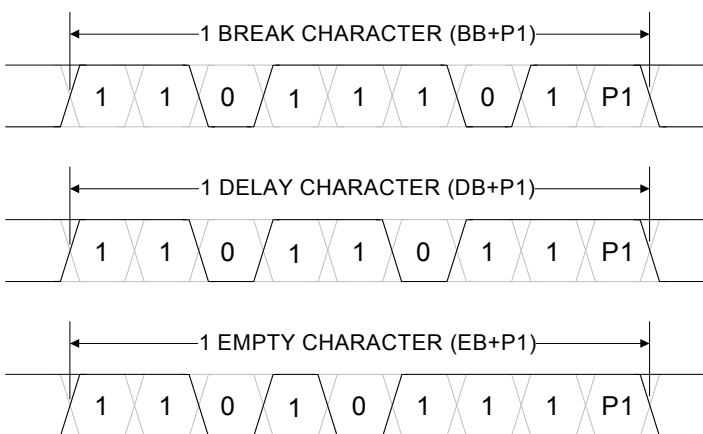 1 BREAK CHARACTER (BB+P1)
1 1 0 1 1 1 0 1 P1
1 DELAY CHARACTER (DB+P1)
1 1 0 1 1 0 1 1 P1
1 EMPTY CHARACTER (EB+P1)
1 1 0 1 0 1 1 1 P1